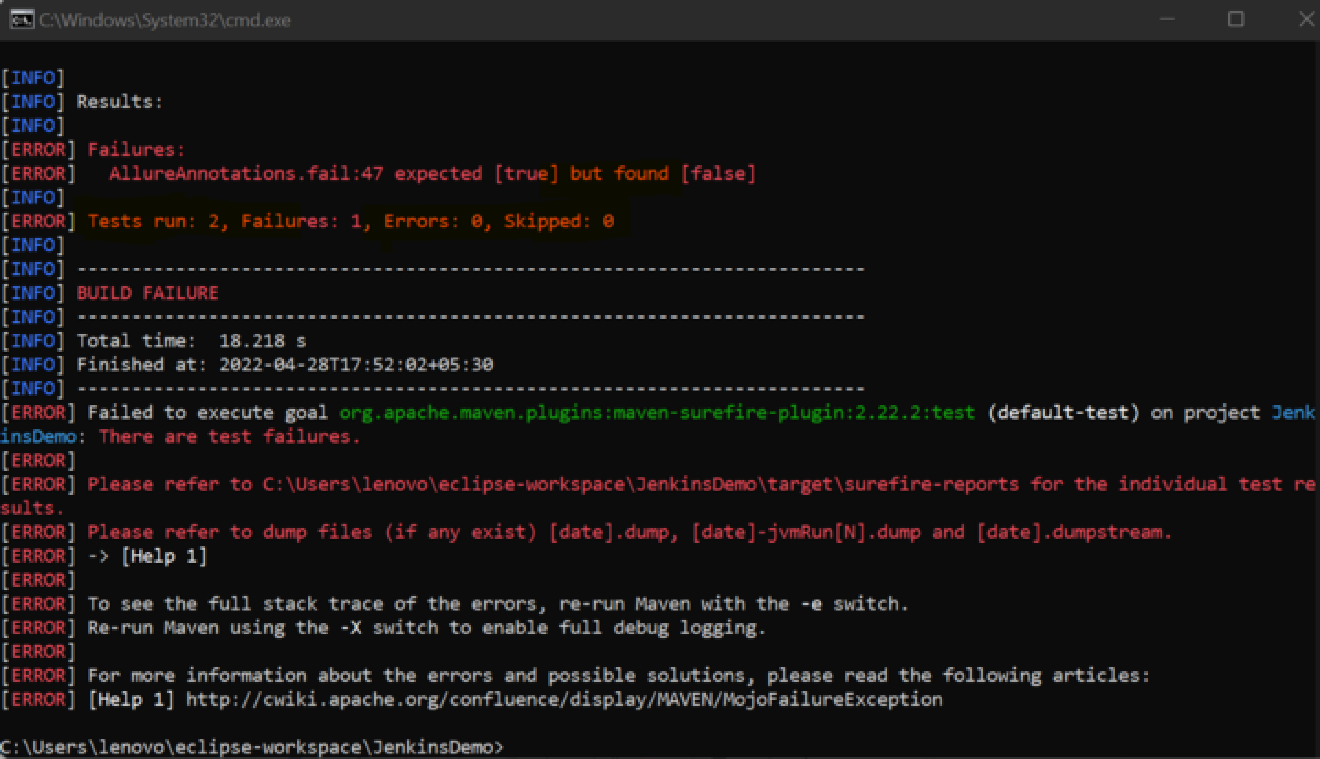 C:\Windows\System32\cmd.exe
[INFO]
[INFO] Results:
[INFO]
[ERROR] Failures:
[ERROR]   AllureAnnotations.fail:47 expected [true] but found [false]
[INFO]
[ERROR] Tests run: 2, Failures: 1, Errors: 0, Skipped: 0
[INFO]
[INFO] ------------------------------------------------------------------------
[INFO] BUILD FAILURE
[INFO] ------------------------------------------------------------------------
[INFO] Total time:  18.218 s
[INFO] Finished at: 2022-04-28T17:52:02+05:30
[INFO] ------------------------------------------------------------------------
[ERROR] Failed to execute goal org.apache.maven.plugins:maven-surefire-plugin:2.22.2:test (default-test) on project Jenk
insDemo: There are test failures.
[ERROR]
[ERROR] Please refer to C:\Users\lenovo\eclipse-workspace\JenkinsDemo\target\surefire-reports for the individual test re
sults.
[ERROR] Please refer to dump files (if any exist) [date].dump, [date]-jvmRun[N].dump and [date].dumpstream.
[ERROR] -> [Help 1]
[ERROR]
[ERROR] To see the full stack trace of the errors, re-run Maven with the -e switch.
[ERROR] Re-run Maven using the -X switch to enable full debug logging.
[ERROR]
[ERROR] For more information about the errors and possible solutions, please read the following articles:
[ERROR] [Help 1] http://cwiki.apache.org/confluence/display/MAVEN/MojoFailureException
C:\Users\lenovo\eclipse-workspace\JenkinsDemo>